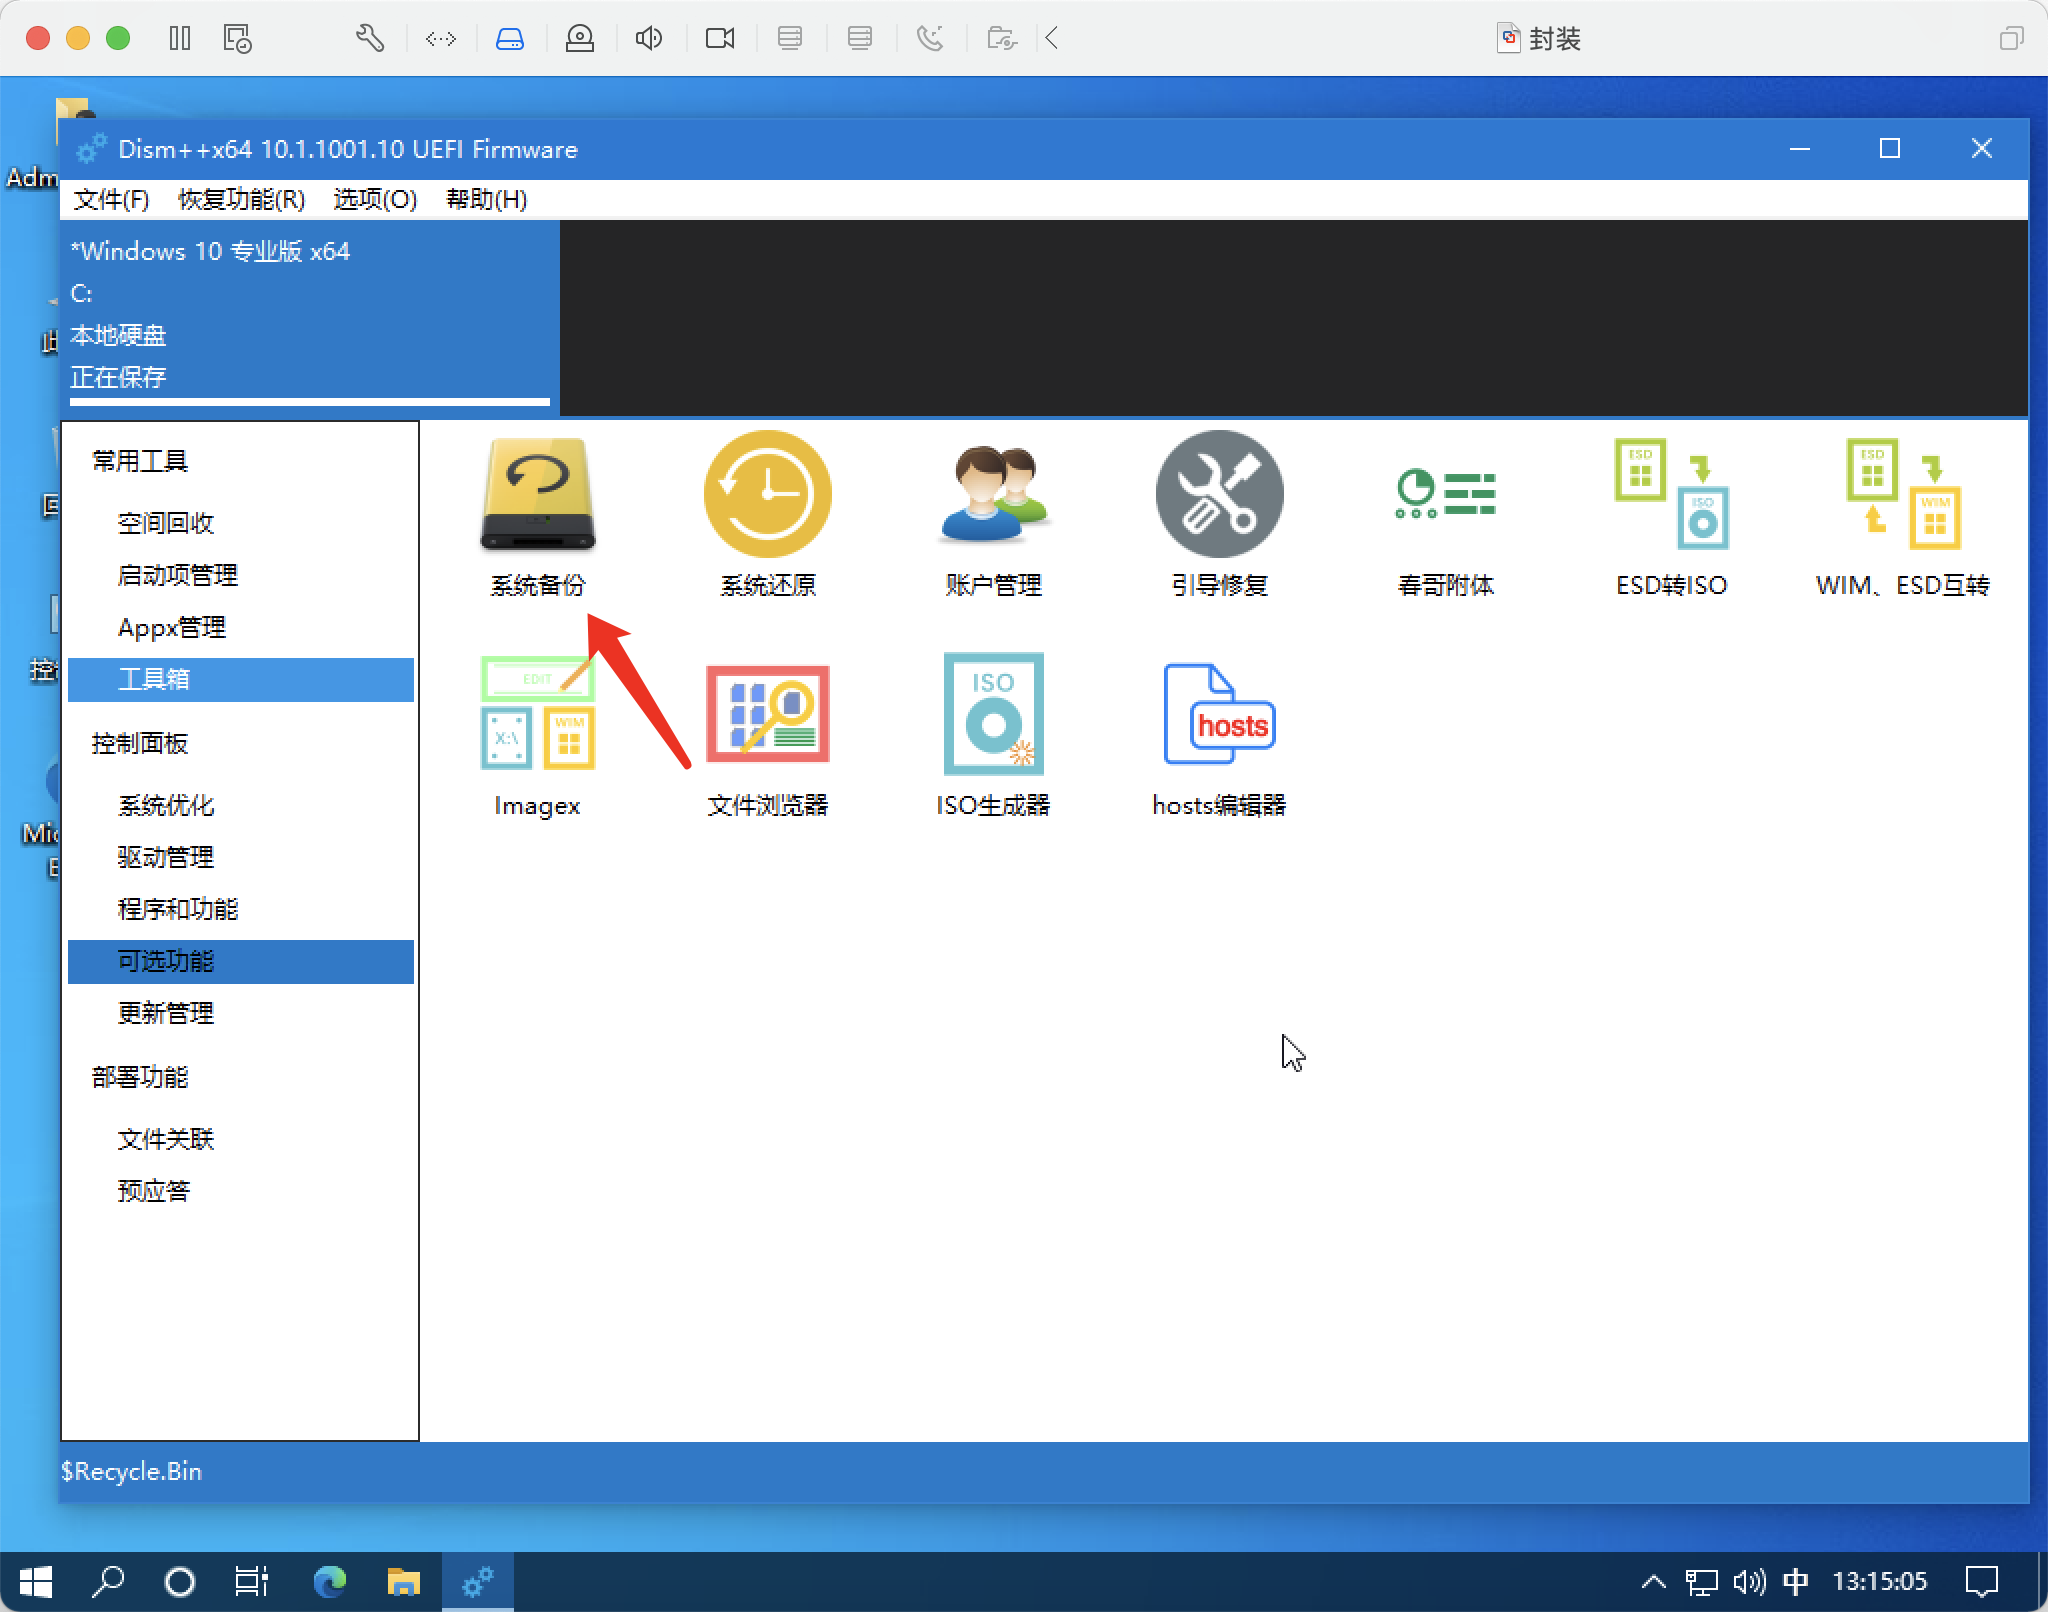 封装
Adm
Dism++x64 10.1.1001.10 UEFI Firmware
文件(F) 恢复功能(R) 选项(O) 帮助(H)
*Windows 10 专业版 x64
C:
本地硬盘
正在保存
常用工具
空间回收
启动项管理
Appx管理
工具箱
控制面板
系统优化
驱动管理
程序和功能
可选功能
更新管理
部署功能
文件关联
预应答
系统备份
系统还原
账户管理
引导修复
ESD
ISO
春哥附体
ESD转ISO
ESD
WIM
WIM、ESD互转
EDIT
X:\
WIM
Imagex
文件浏览器
ISO
ISO生成器
hosts
hosts编辑器
控
Mic
E
$Recycle.Bin
中 13:15:05